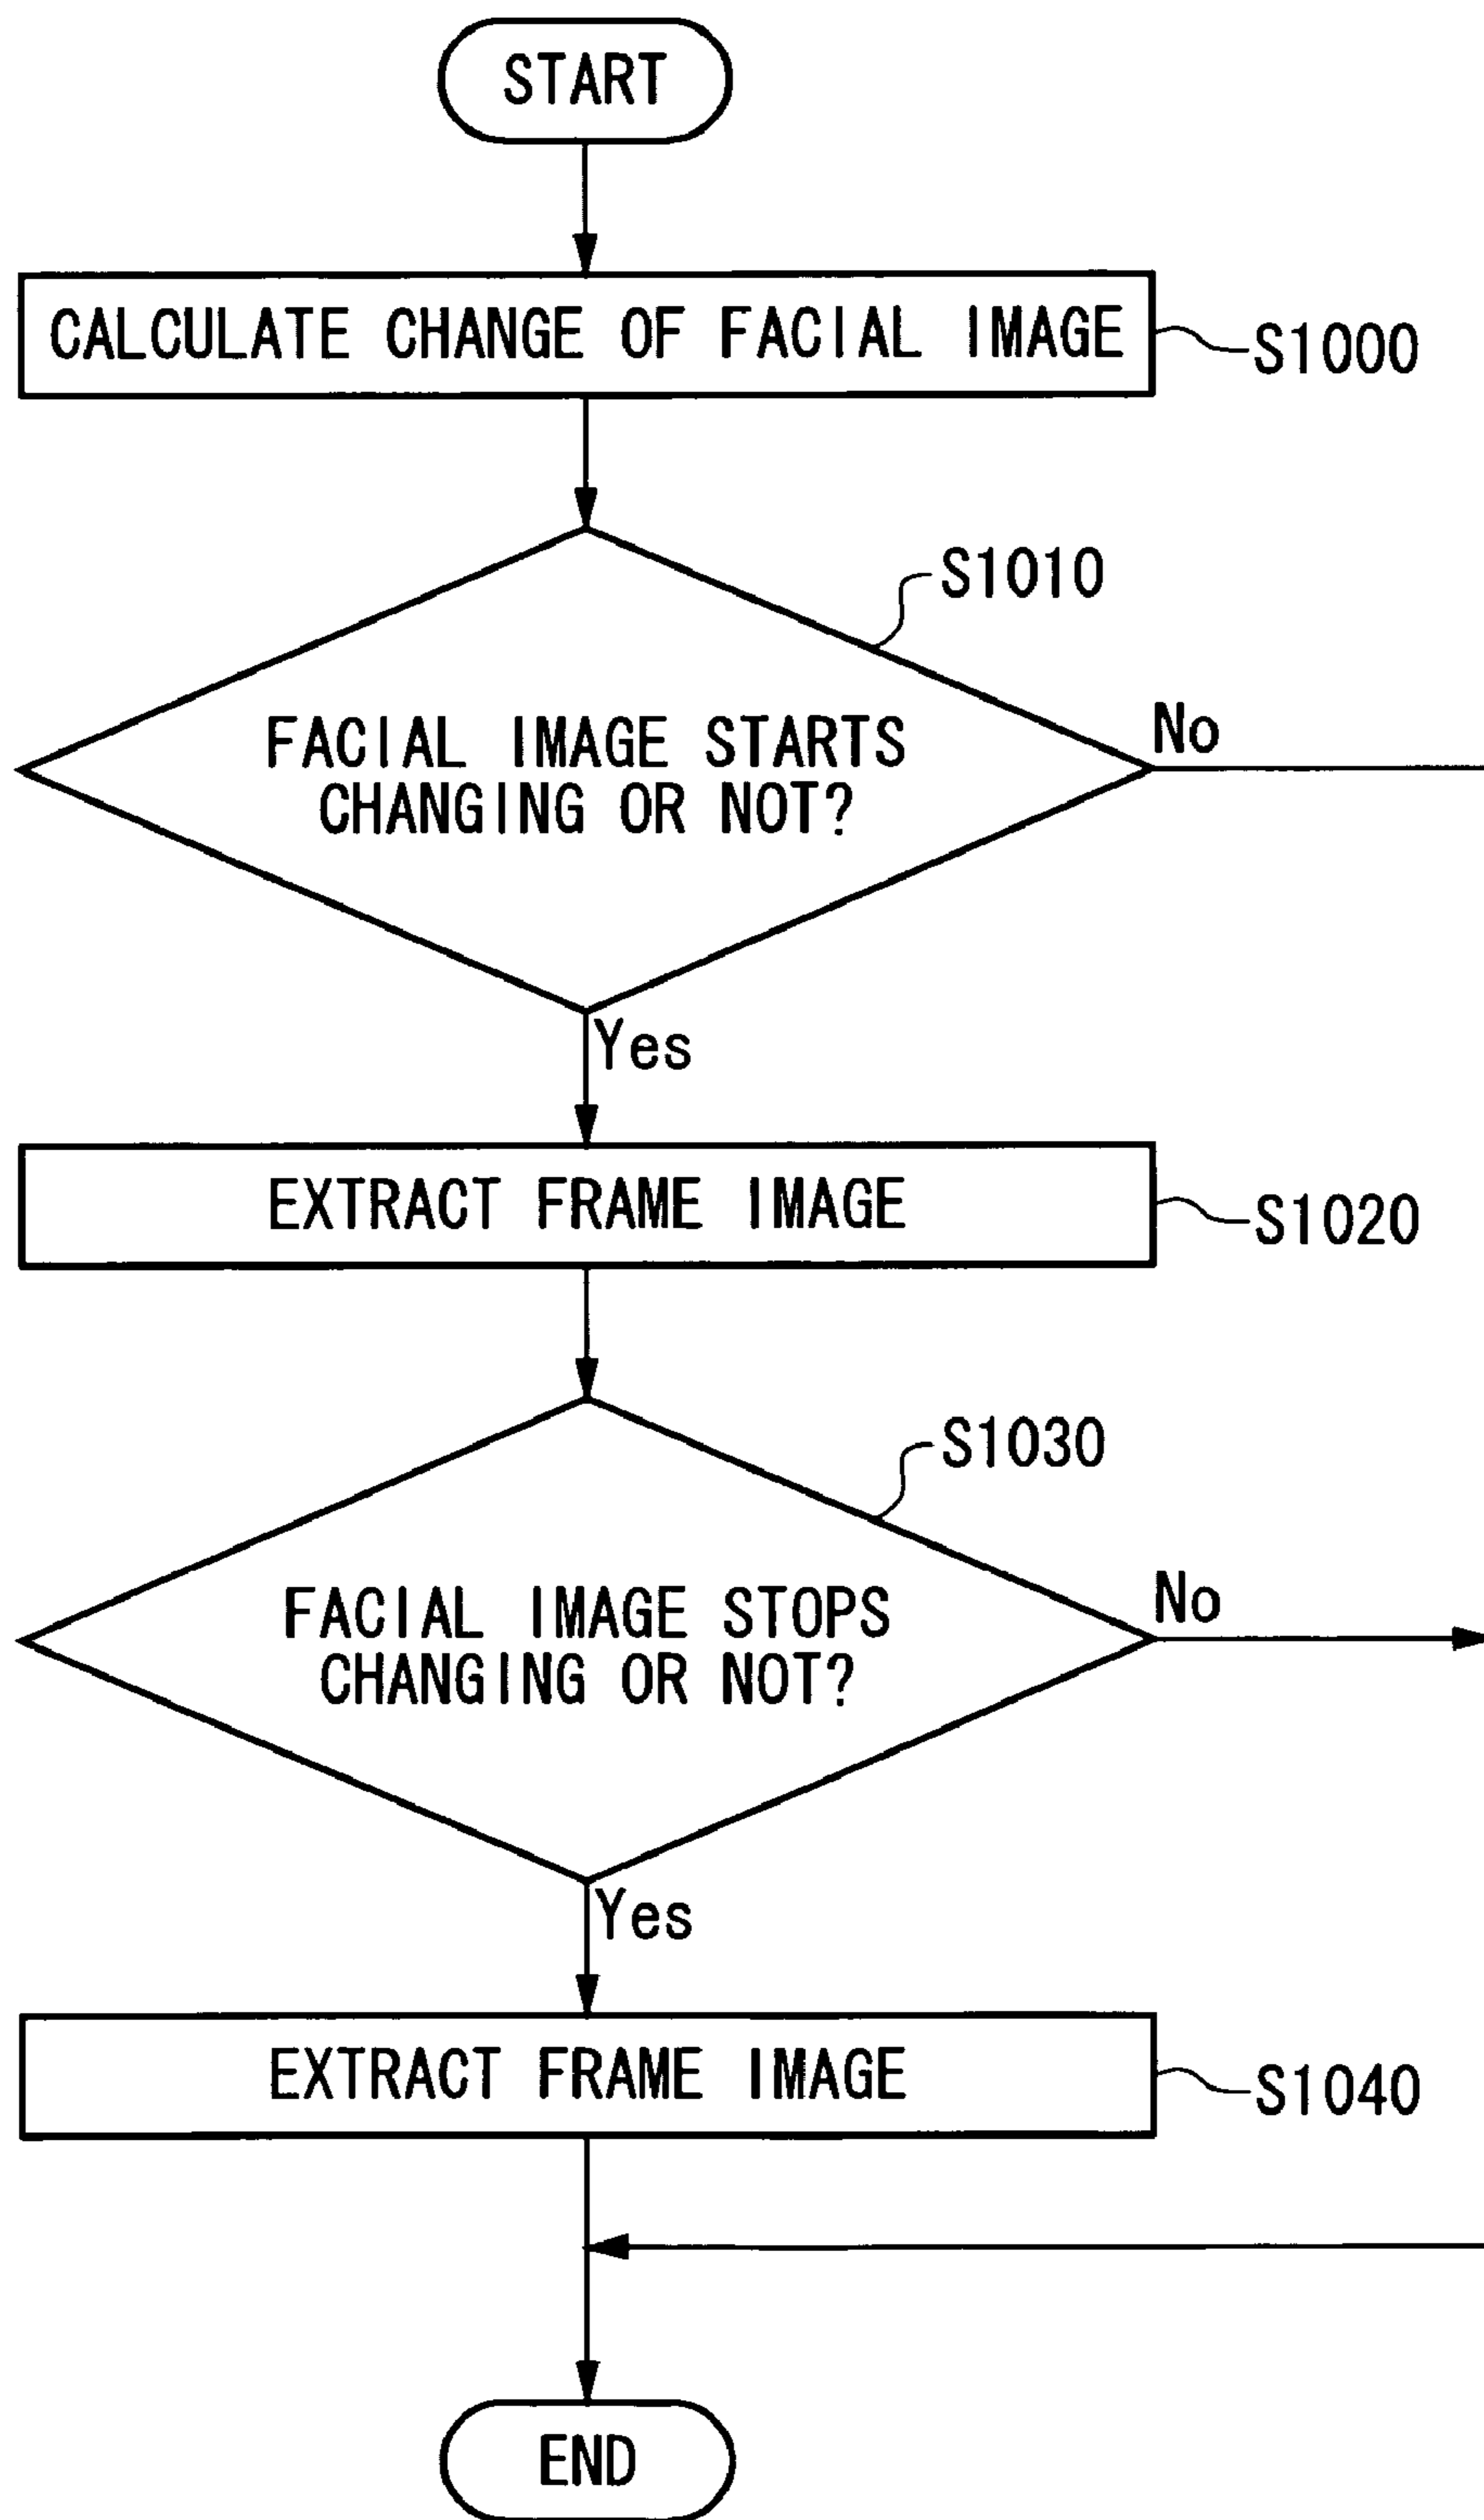 START
CALCULATE CHANGE OF FACIAL IMAGE
S1000
S1010
FACIAL IMAGE STARTS
CHANGING OR NOT?
No
Yes
EXTRACT FRAME IMAGE
S1020
S1030
FACIAL IMAGE STOPS
CHANGING OR NOT?
No
Yes
EXTRACT FRAME IMAGE
S1040
END